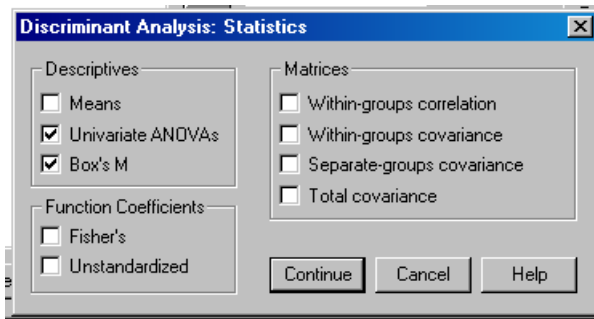 Discriminant Analysis: Statistics
Descriptives
Means
Univariate ANOVAs
Box's M
Function Coefficients
Fisher's
Unstandardized
Matrices
Within-groups correlation
Within-groups covariance
Separate-groups covariance
Total covariance
Continue
Cancel
Help